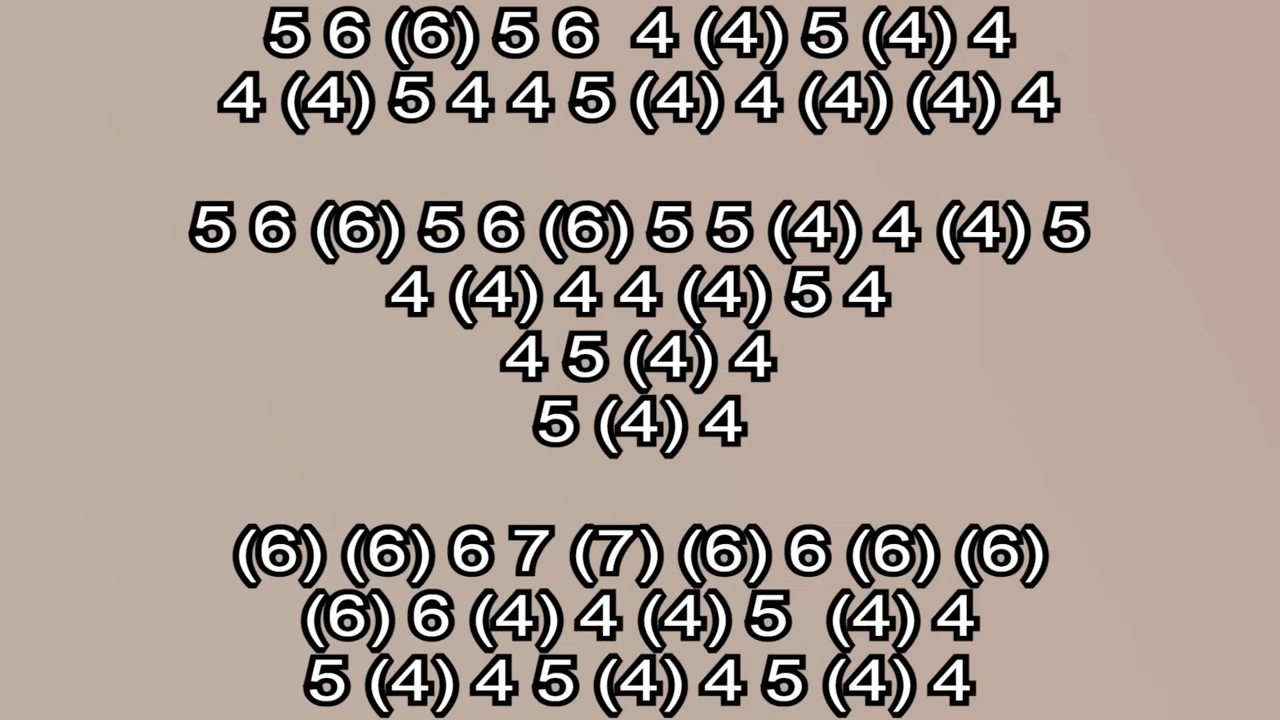 5 6 (6) 5 6 4 (4) 5 (4) 4
4 (4) 5 4 4 5 (4) 4 (4) (4) 4
5 6 (6) 5 6 (6) 5 5 (4) 4 (4) 5
4 (4) 4 4 (4) 5 4
4 5 (4) 4
5 (4) 4
(6) (6) 6 7 (7) (6) 6 (6) (6)
(6) 6 (4) 4 (4) 5 (4) 4
5 (4) 4 5 (4) 4 5 (4) 4